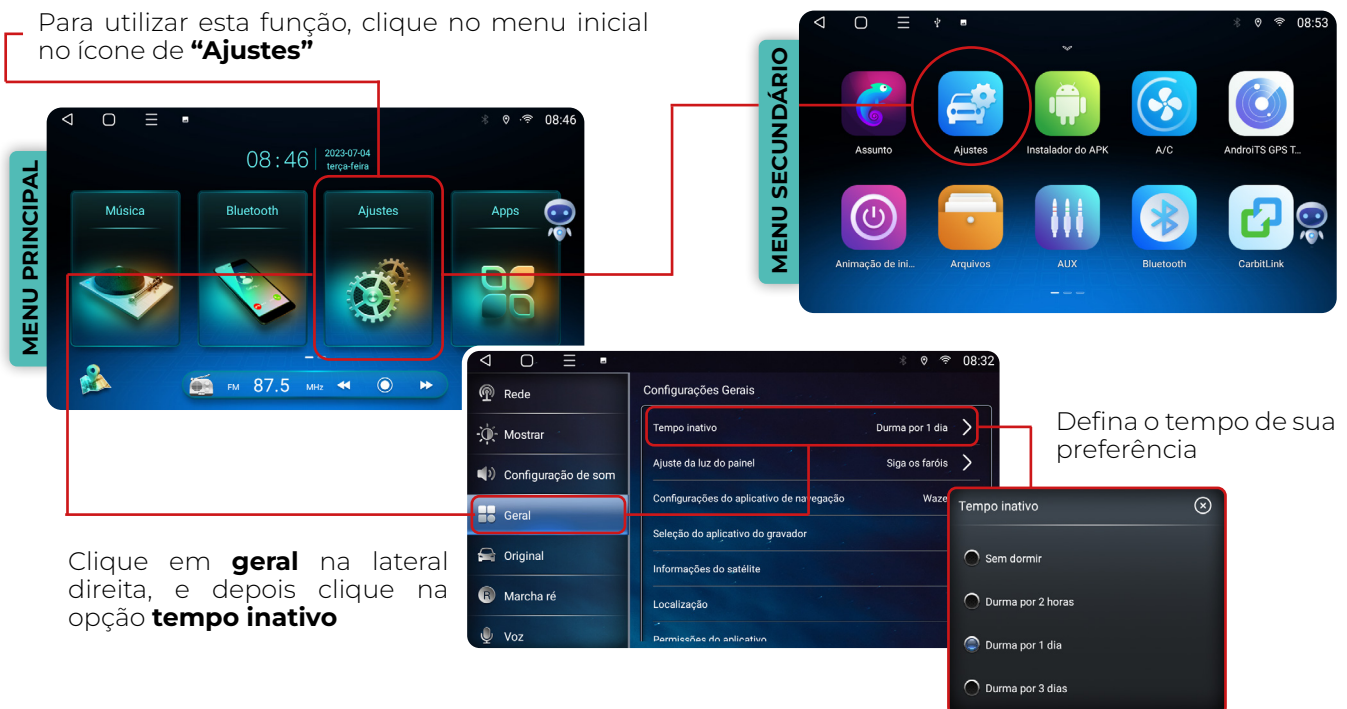 Para utilizar esta função, clique no menu inicial
no ícone de “Ajustes”
MENU PRINCIPAL
08:46
08:46
2023-07-04
terça-feira
Música
Bluetooth
Ajustes
Apps
FM 87.5 MHz
MENU SECUNDÁRIO
08:53
Assunto
Ajustes
Instalador do APK
A/C
AndroiTS GPS T...
Animação de ini...
Arquivos
AUX
Bluetooth
CarbitLink
Clique em geral na lateral
direita, e depois clique na
opção tempo inativo
08:32
Rede
Mostrar
Configuração de som
Geral
Original
R Marcha ré
Voz
Configurações Gerais
Tempo inativo Durma por 1 dia
Ajuste da luz do painel Siga os faróis
Configurações do aplicativo de navegação Waze
Seleção do aplicativo do gravador
Informações do satélite
Localização
Permissões do aplicativo
Defina o tempo de sua
preferência
Tempo inativo
Sem dormir
Durma por 2 horas
Durma por 1 dia
Durma por 3 dias